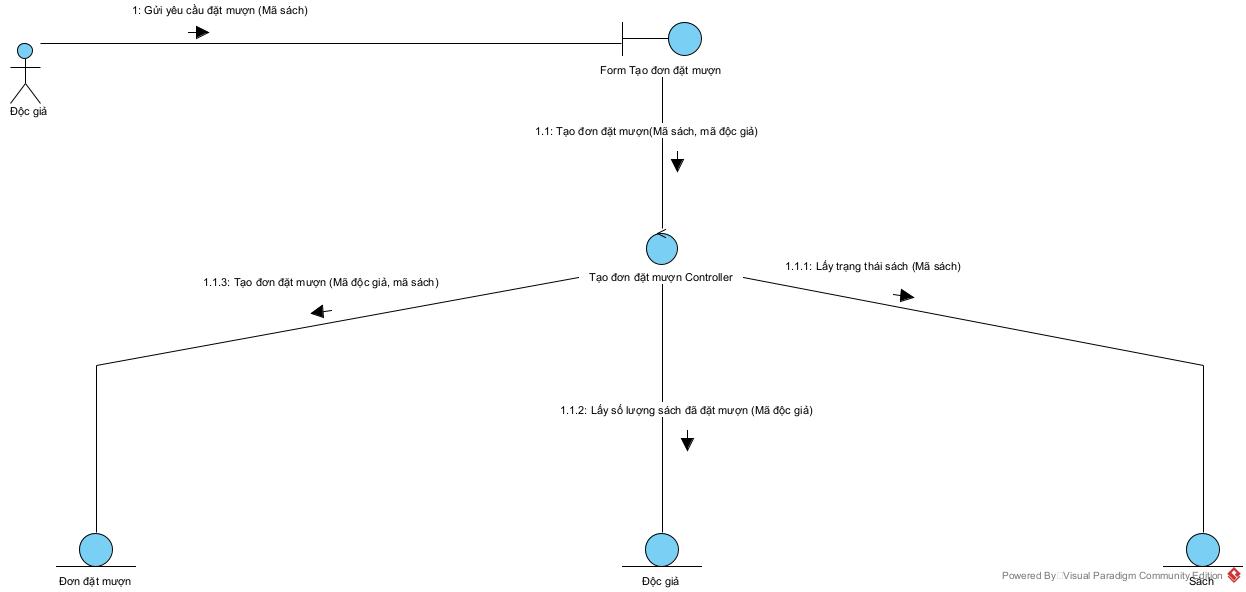 1: Gửi yêu cầu đặt mượn (Mã sách)
Độc giả
Form Tạo đơn đặt mượn
1.1: Tạo đơn đặt mượn(Mã sách, mã độc giả)
Tạo đơn đặt mượn Controller
1.1.1: Lấy trạng thái sách (Mã sách)
1.1.3: Tạo đơn đặt mượn (Mã độc giả, mã sách)
1.1.2: Lấy số lượng sách đã đặt mượn (Mã độc giả)
Đơn đặt mượn
Độc giả
Sách
Powered By Visual Paradigm Community Edition